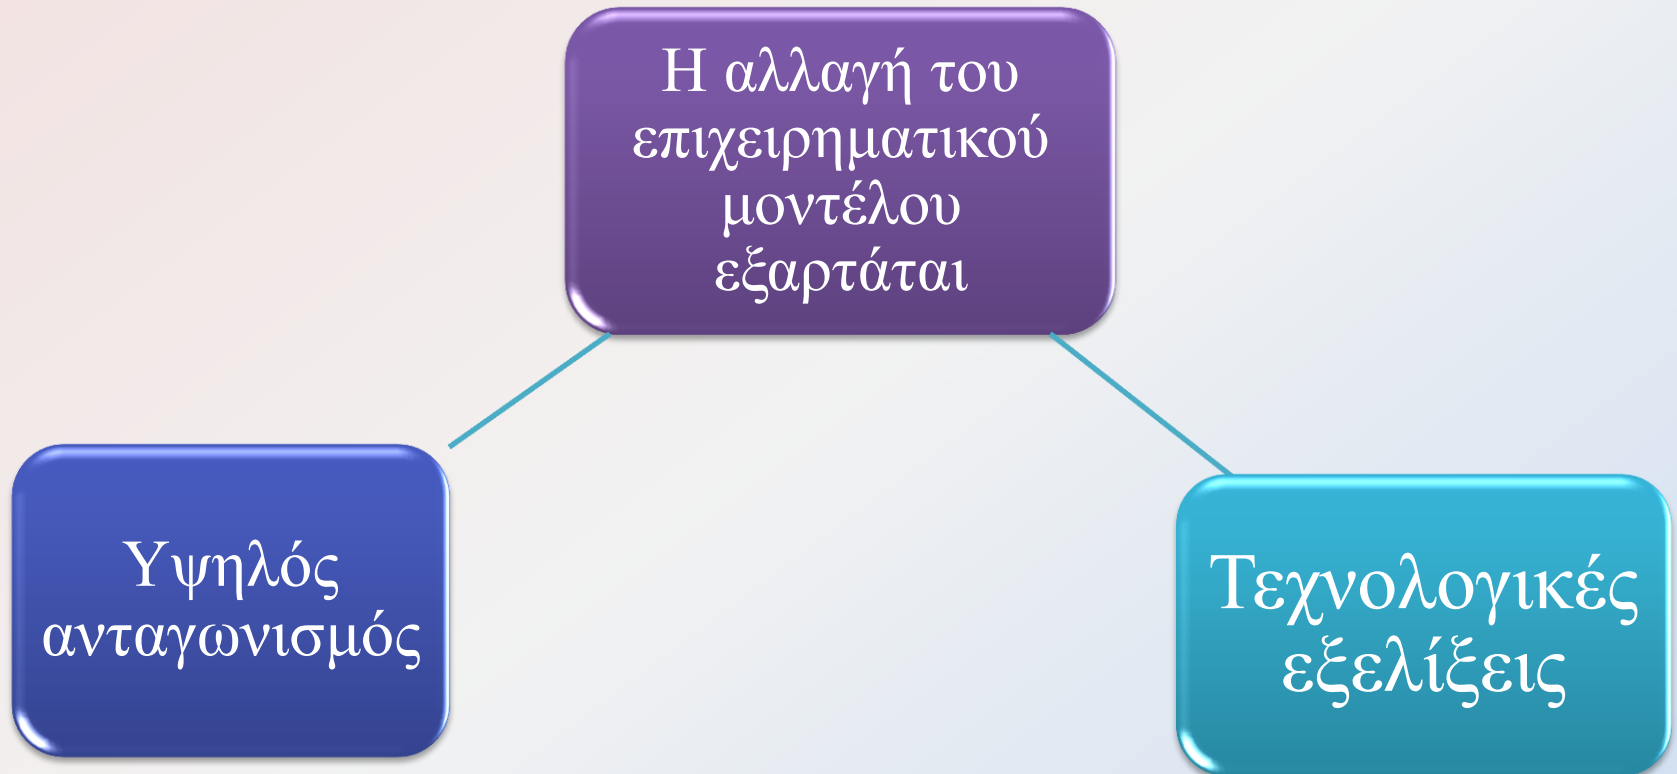 Η αλλαγή του
επιχειρηματικού
μοντέλου
εξαρτάται
Υψηλός
ανταγωνισμός
Τεχνολογικές
εξελίξεις